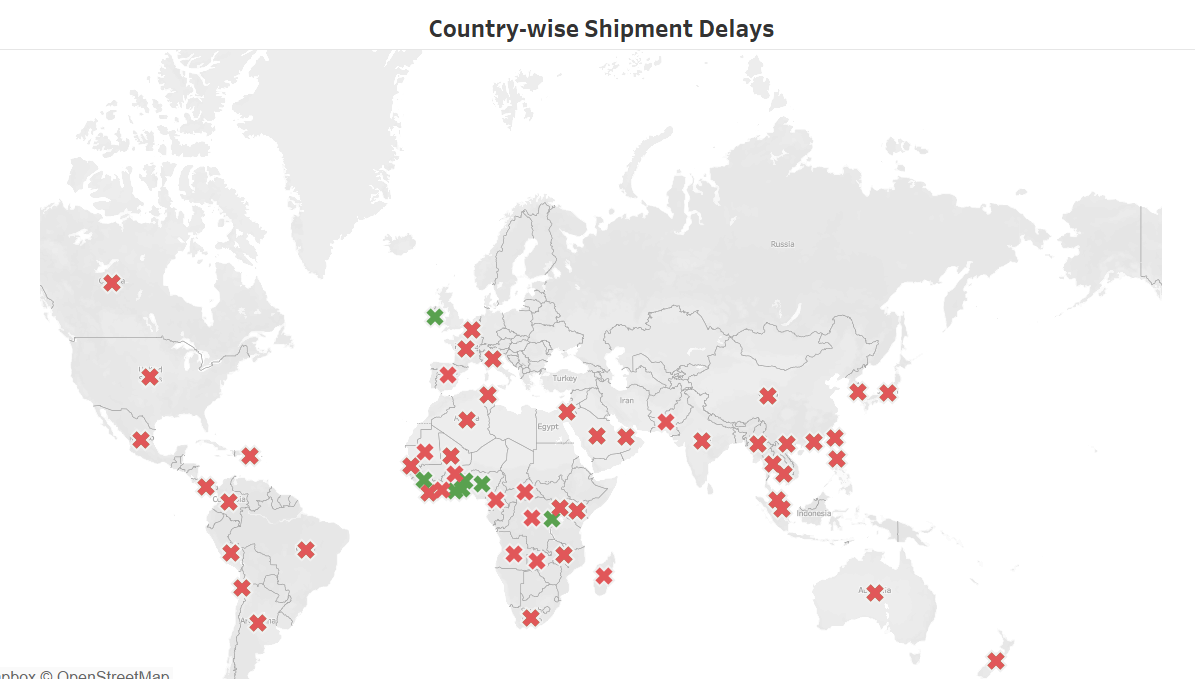 Country-wise Shipment Delays
Russia
Turkey
Iran
Egypt
Indonesia
pbox © OpenStreetMap